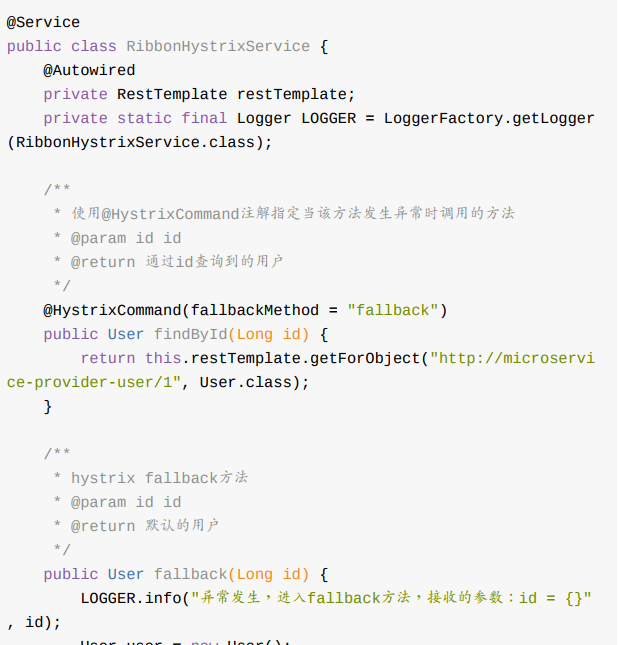 @Service
public class RibbonHystrixService {
    @Autowired
    private RestTemplate restTemplate;
    private static final Logger LOGGER = LoggerFactory.getLogger
(RibbonHystrixService.class);
    /**
     * 使用@HystrixCommand注解指定当该方法发生异常时调用的方法
     * @param id id
     * @return 通过id查询到的用户
     */
    @HystrixCommand(fallbackMethod = "fallback")
    public User findById(Long id) {
        return this.restTemplate.getForObject("http://microservi
ce-provider-user/1", User.class);
    }
    /**
     * hystrix fallback方法
     * @param id id
     * @return 默认的用户
     */
    public User fallback(Long id) {
        LOGGER.info("异常发生，进入fallback方法，接收的参数：id = {}"
, id);
        User user = new User();